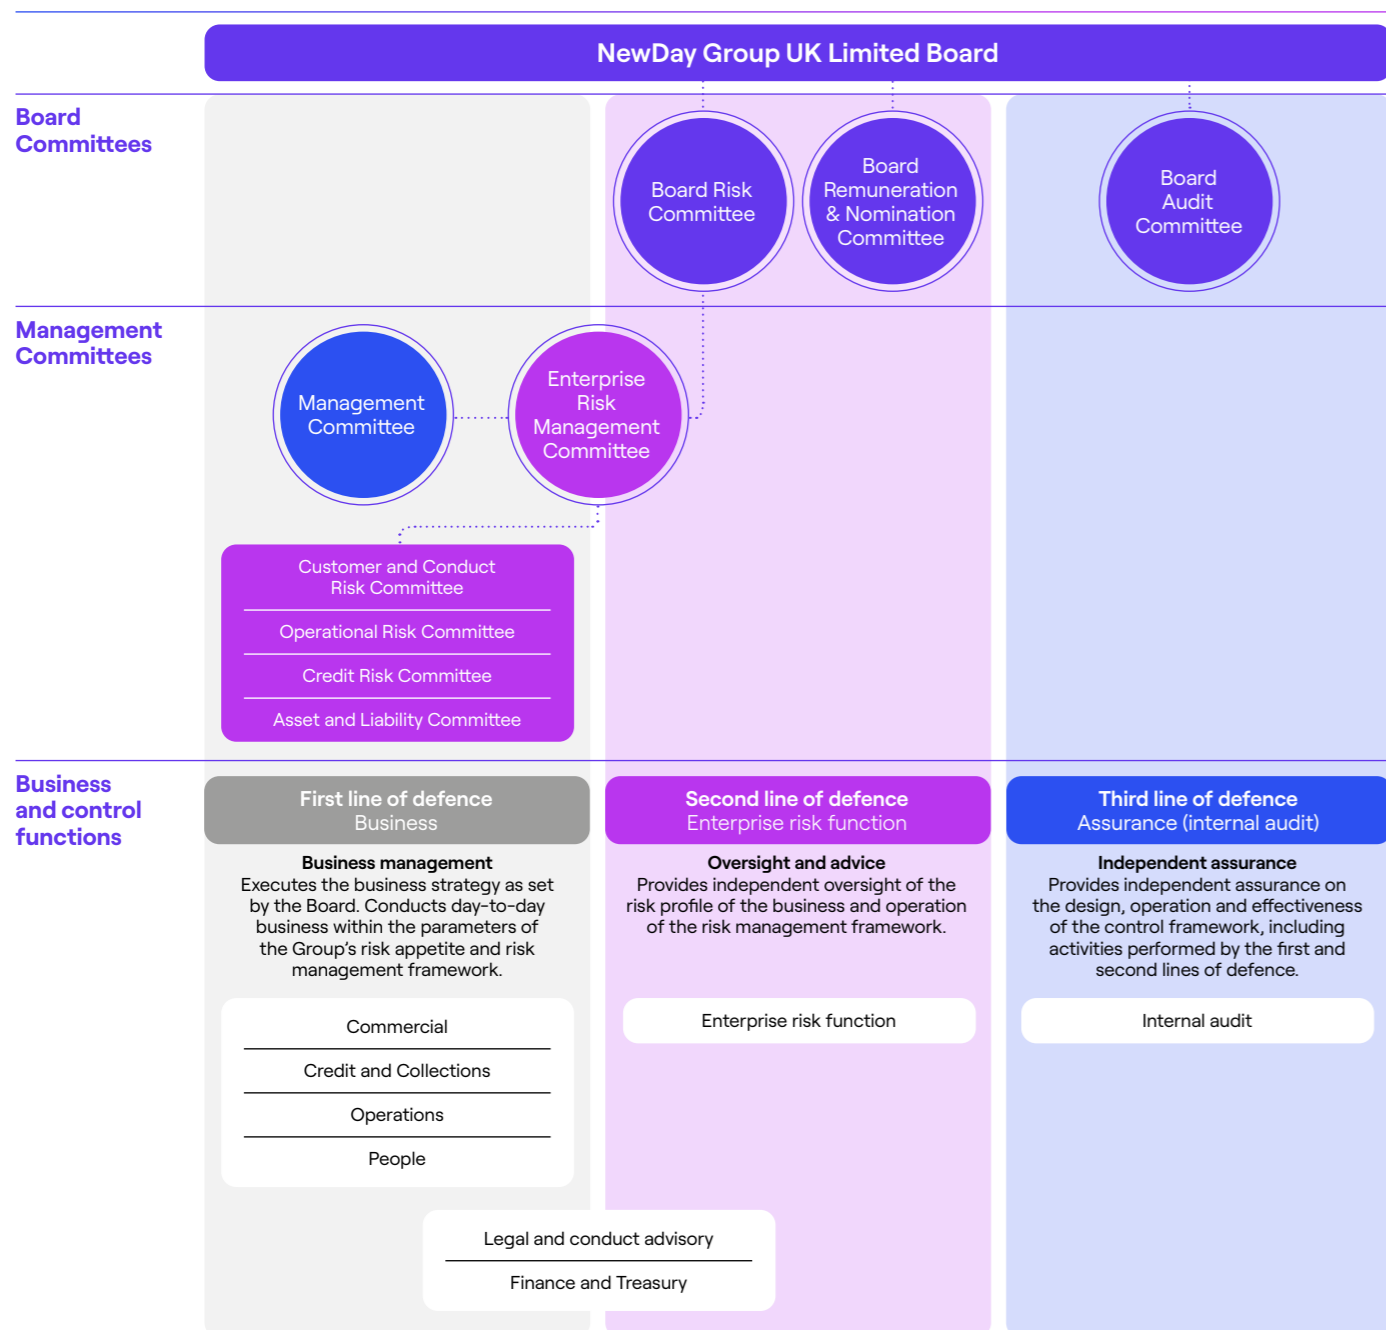 NewDay Group UK Limited Board
Board
Committees
Board Risk
Committee
Board
Remuneration
& Nomination
Committee
Board
Audit
Committee
Management
Committees
Management
Committee
Enterprise
Risk
Management
Committee
Customer and Conduct
Risk Committee
Operational Risk Committee
Credit Risk Committee
Asset and Liability Committee
Business
and control
functions
First line of defence
Business
Business management
Executes the business strategy as set
by the Board. Conducts day-to-day
business within the parameters of
the Group's risk appetite and risk
management framework.
Commercial
Credit and Collections
Operations
People
Second line of defence
Enterprise risk function
Oversight and advice
Provides independent oversight of the
risk profile of the business and operation
of the risk management framework.
Enterprise risk function
Third line of defence
Assurance (internal audit)
Independent assurance
Provides independent assurance on
the design, operation and effectiveness
of the control framework, including
activities performed by the first and
second lines of defence.
Internal audit
Legal and conduct advisory
Finance and Treasury